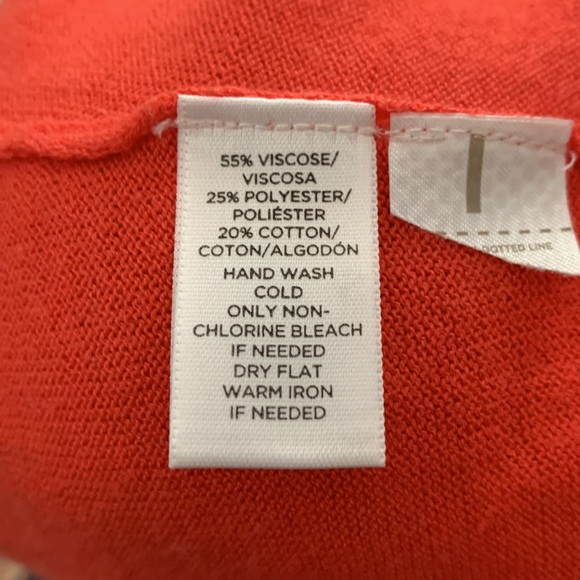 55% VISCOSE/
VISCOSA
25% POLYESTER/
POLIÉSTER
20% COTTON/
COTON/ALGODÓN
HAND WASH
COLD
ONLY NON-
CHLORINE BLEACH
IF NEEDED
DRY FLAT
WARM IRON
IF NEEDED
DOTTED LINE